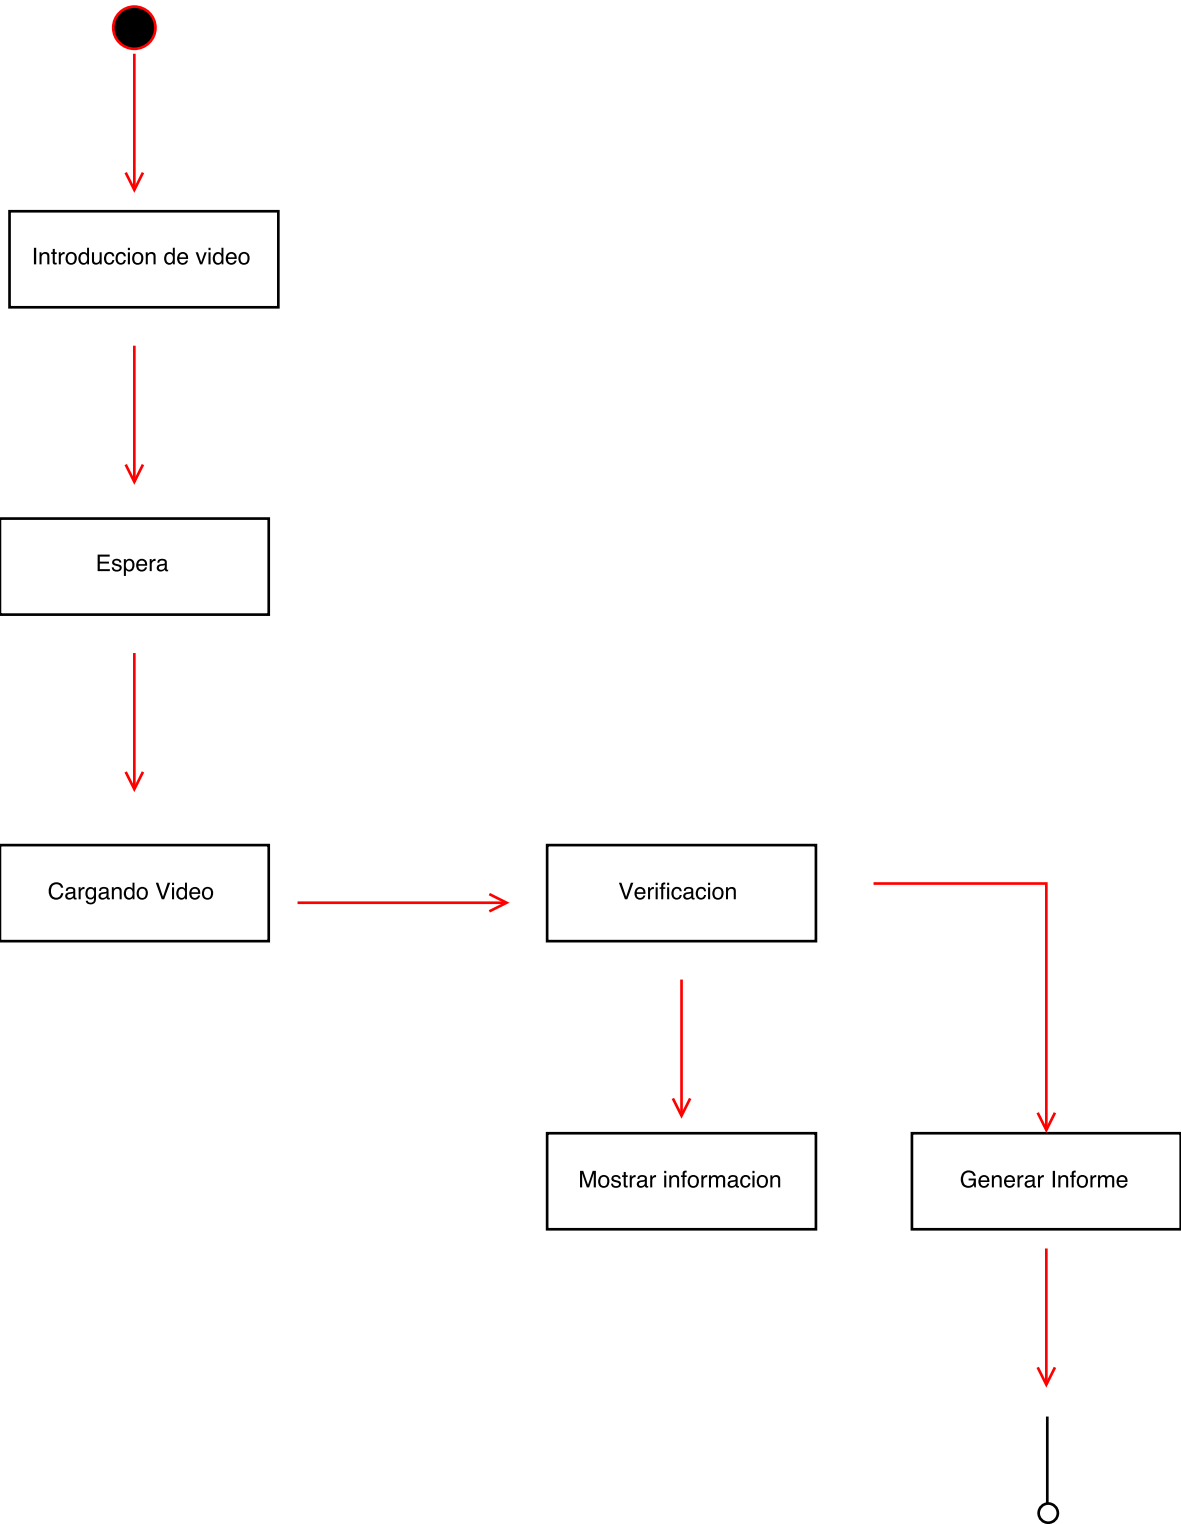 Introduccion de video
Espera
Cargando Video
Verificacion
Mostrar informacion
Generar Informe